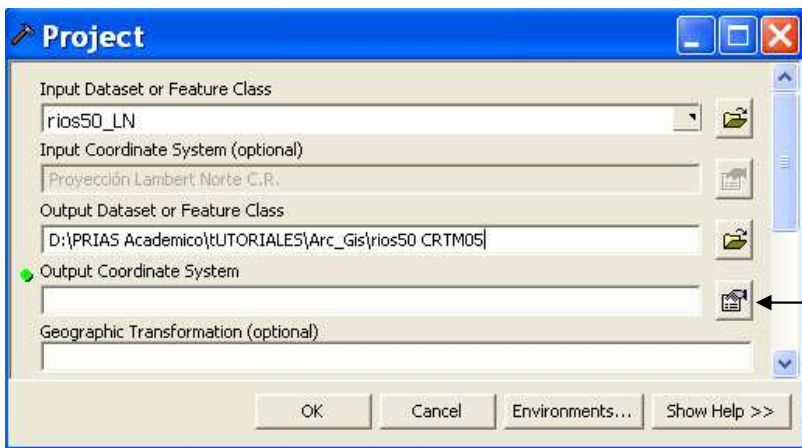 Project
Input Dataset or Feature Class
rios50_LN
Input Coordinate System (optional)
Proyección Lambert Norte C.R.
Output Dataset or Feature Class
D:\PRIAS Academico\tUTORIALES\Arc_Gis\rios50 CRTM05
Output Coordinate System
Geographic Transformation (optional)
OK Cancel Environments... Show Help >>